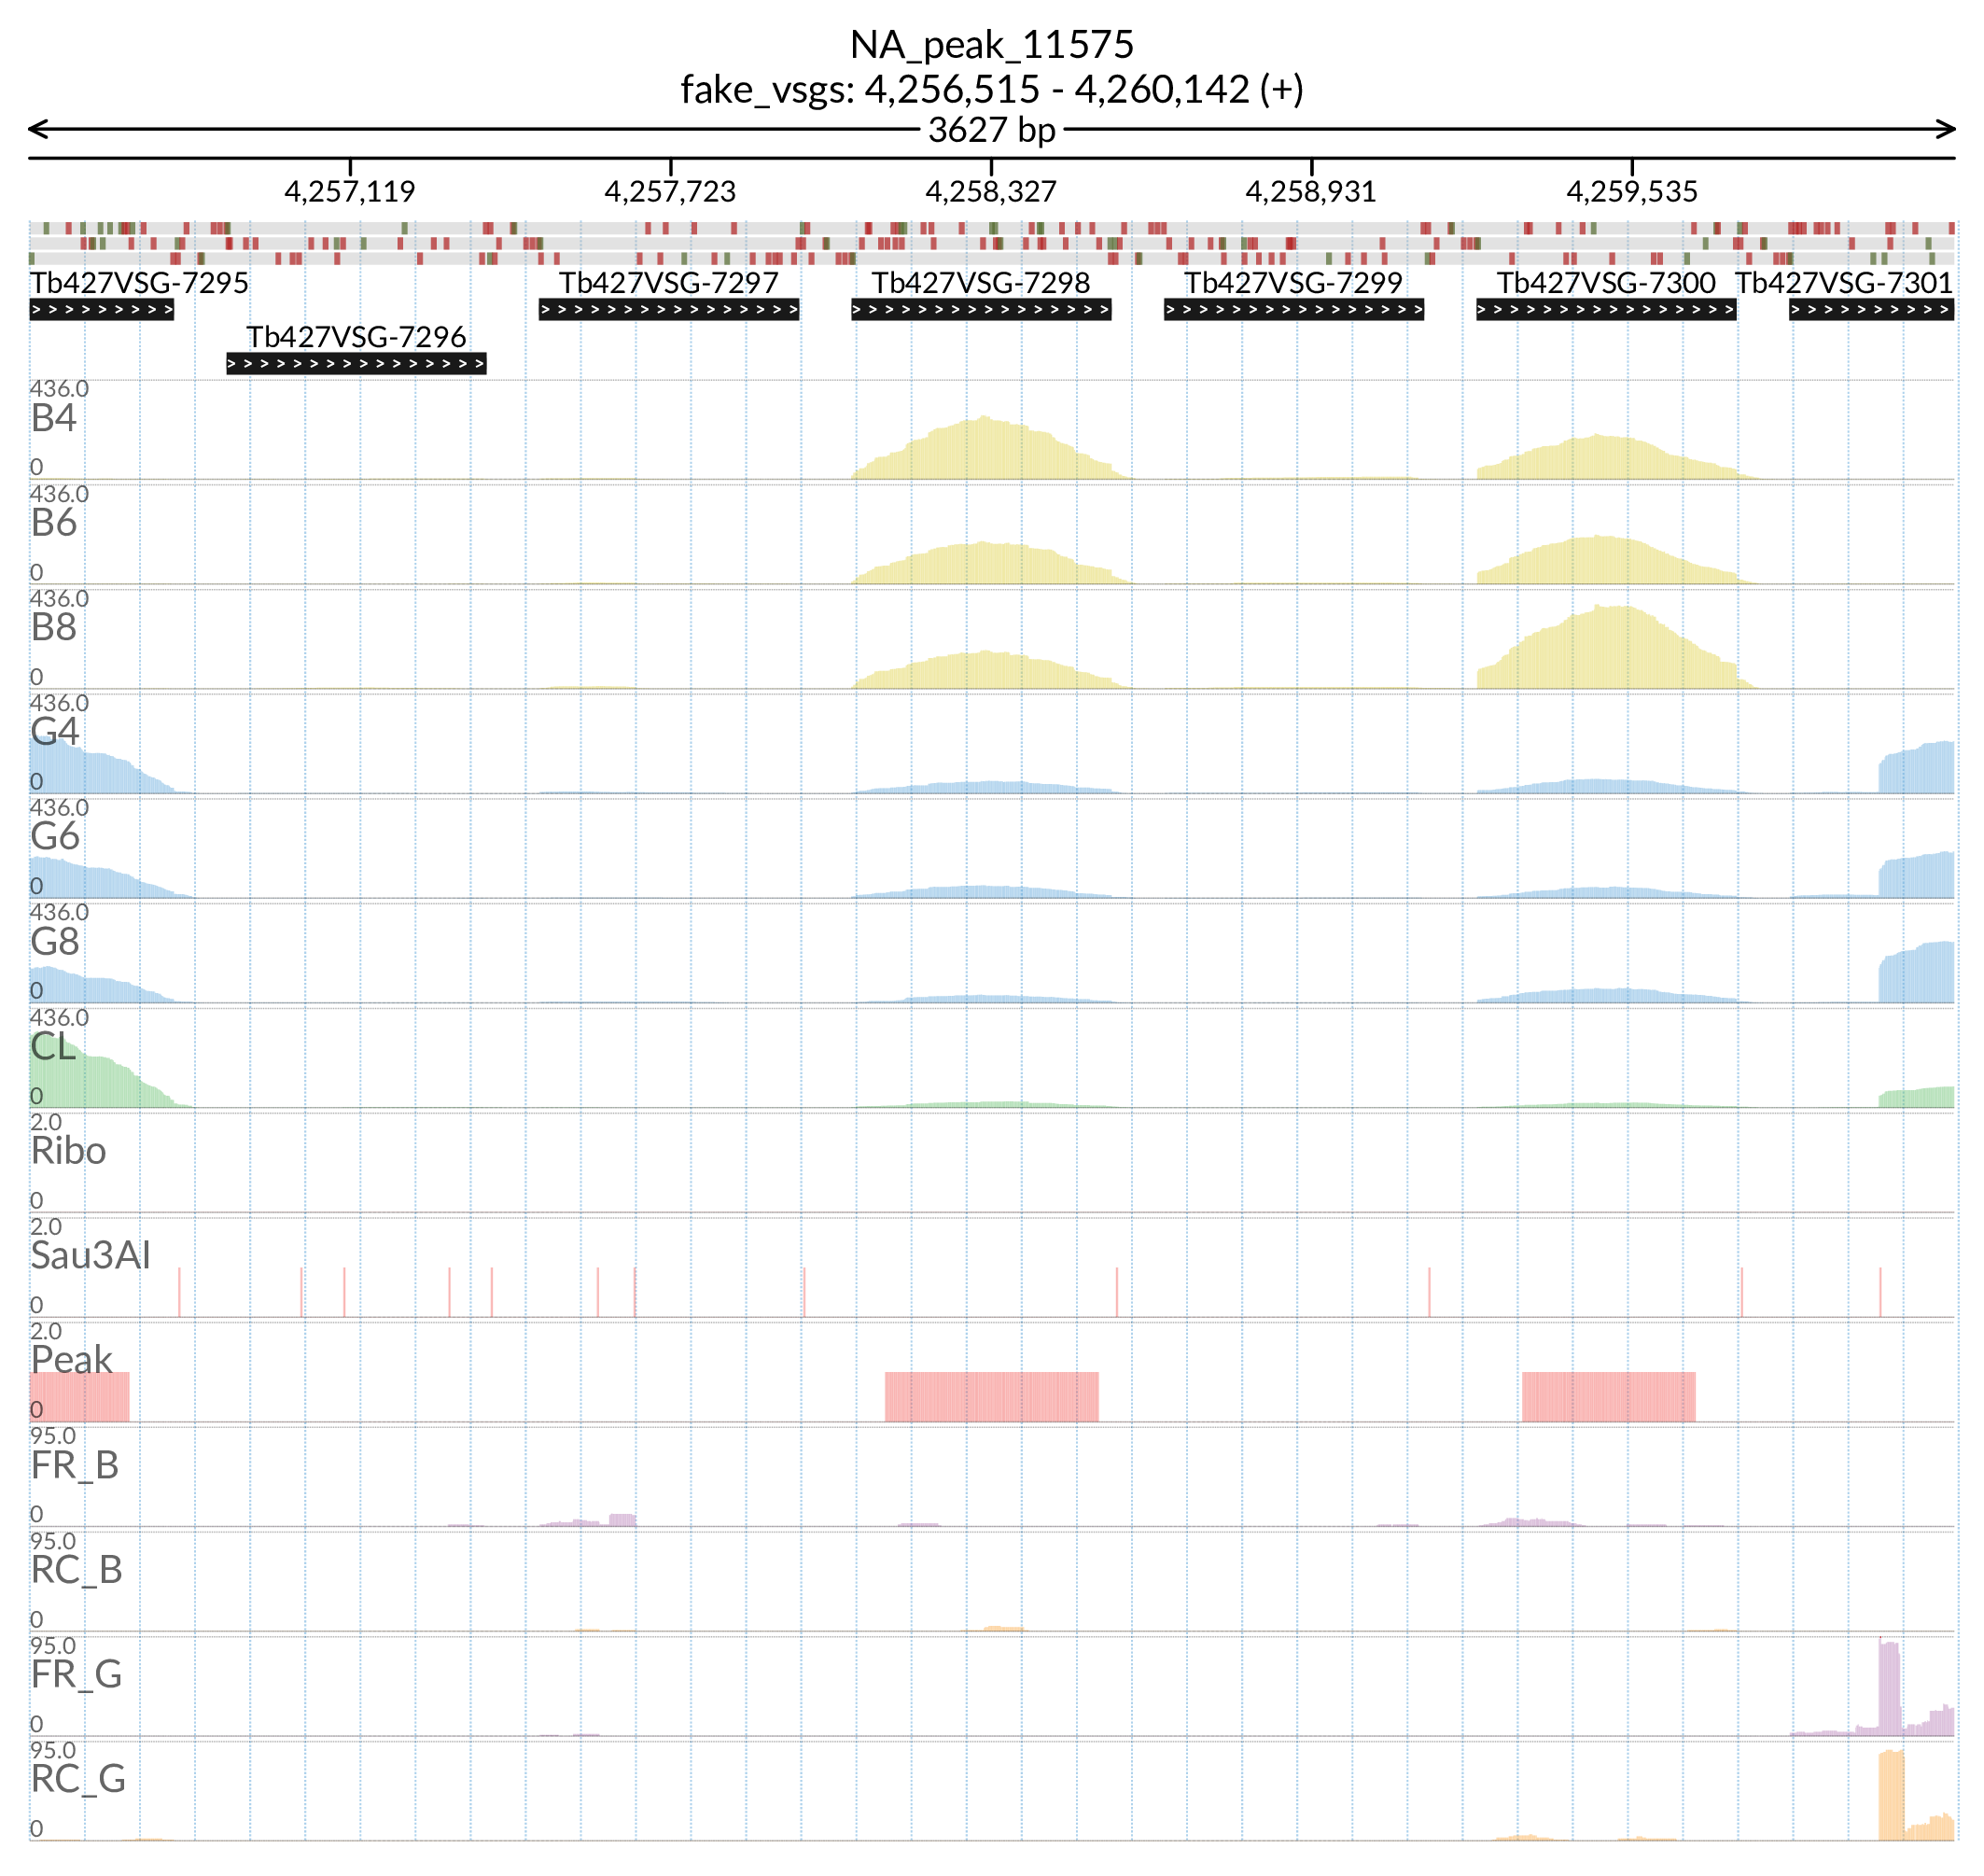 NA_peak_11575
fake_vsgs: 4,256,515 - 4,260,142 (+)
3627 bp
4,257,119 4,257,723 4,258,327 4,258,931 4,259,535
Tb427VSG-7295 Tb427VSG-7297 Tb427VSG-7298 Tb427VSG-7299 Tb427VSG-7300 Tb427VSG-7301
Tb427VSG-7296
436.0
B4
0
436.0
B6
0
436.0
B8
0
436.0
G4
0
436.0
G6
0
436.0
G8
0
436.0
CL
0
2.0
Ribo
0
2.0
Sau3AI
0
2.0
Peak
0
95.0
FR_B
0
95.0
RC_B
0
95.0
FR_G
0
95.0
RC_G
0